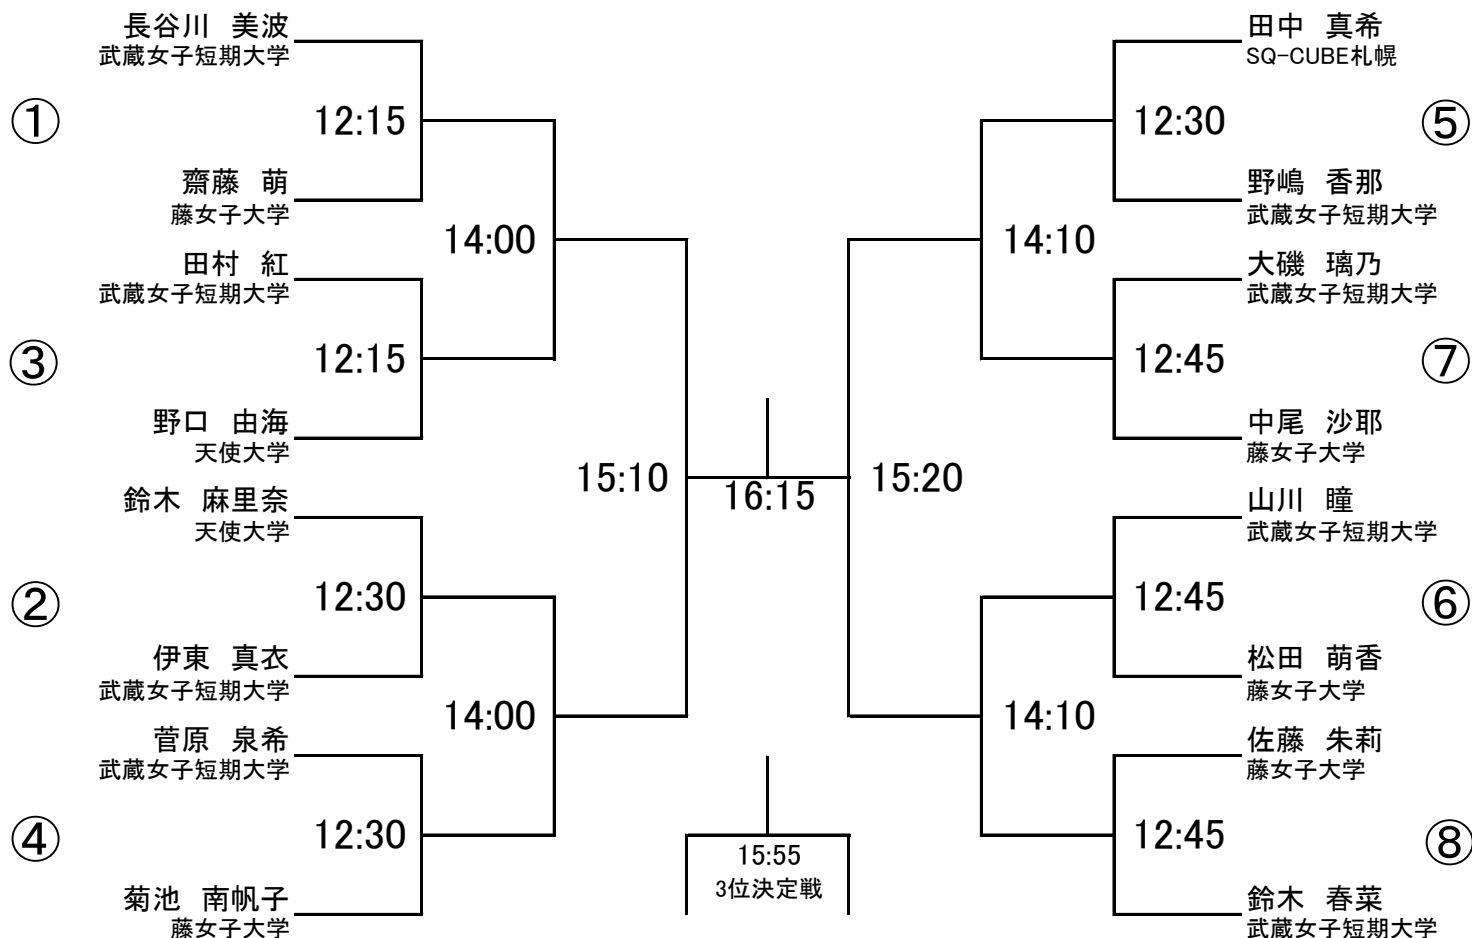 長谷川 美波
武蔵女子短期大学
①
12:15
齋藤 萌
藤女子大学
14:00
田村 紅
武蔵女子短期大学
③
12:15
野口 由海
天使大学
15:10
鈴木 麻里奈
天使大学
②
12:30
伊東 真衣
武蔵女子短期大学
14:00
菅原 泉希
武蔵女子短期大学
④
12:30
菊池 南帆子
藤女子大学
16:15
15:55
3位決定戦
田中 真希
SQ-CUBE札幌
12:30
⑤
野嶋 香那
武蔵女子短期大学
14:10
大磯 璃乃
武蔵女子短期大学
12:45
⑦
中尾 沙耶
藤女子大学
15:20
山川 瞳
武蔵女子短期大学
12:45
⑥
松田 萌香
藤女子大学
14:10
佐藤 朱莉
藤女子大学
12:45
⑧
鈴木 春菜
武蔵女子短期大学